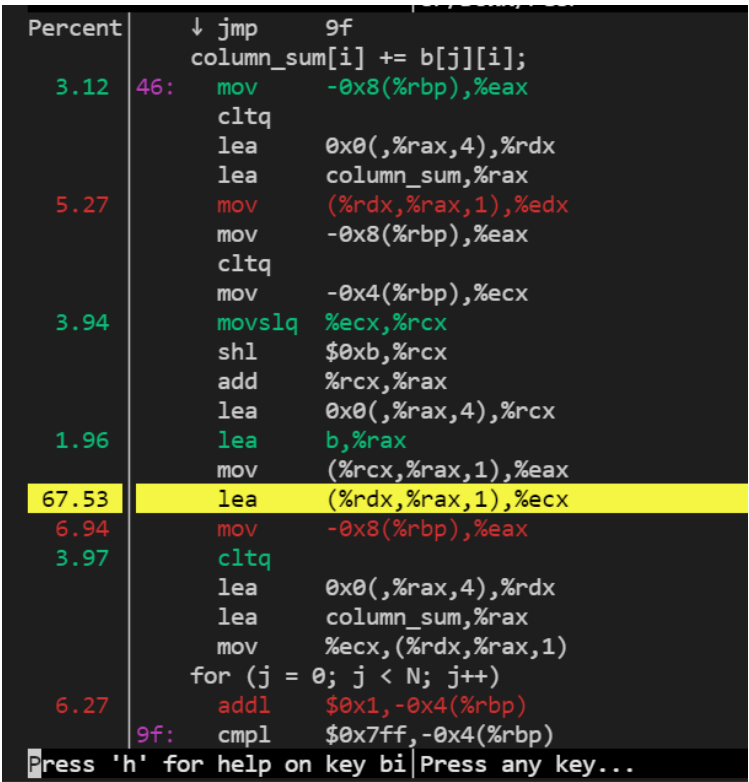 Percent ↓ jmp 9f
column_sum[i] += b[j][i];
3.12 46: mov -0x8(%rbp),%eax
cltq
lea 0x0(,%rax,4),%rdx
lea column_sum,%rax
5.27 mov (%rdx,%rax,1),%edx
mov -0x8(%rbp),%eax
cltq
mov -0x4(%rbp),%ecx
3.94 movslq %ecx,%rcx
shl $0xb,%rcx
add %rcx,%rax
lea 0x0(,%rax,4),%rcx
1.96 lea b,%rax
mov (%rcx,%rax,1),%eax
67.53 lea (%rdx,%rax,1),%ecx
6.94 mov -0x8(%rbp),%eax
3.97 cltq
lea 0x0(,%rax,4),%rdx
lea column_sum,%rax
mov %ecx,(%rdx,%rax,1)
for (j = 0; j < N; j++)
6.27 addl $0x1,-0x4(%rbp)
9f: cmpl $0x7ff,-0x4(%rbp)
Press 'h' for help on key bi Press any key...